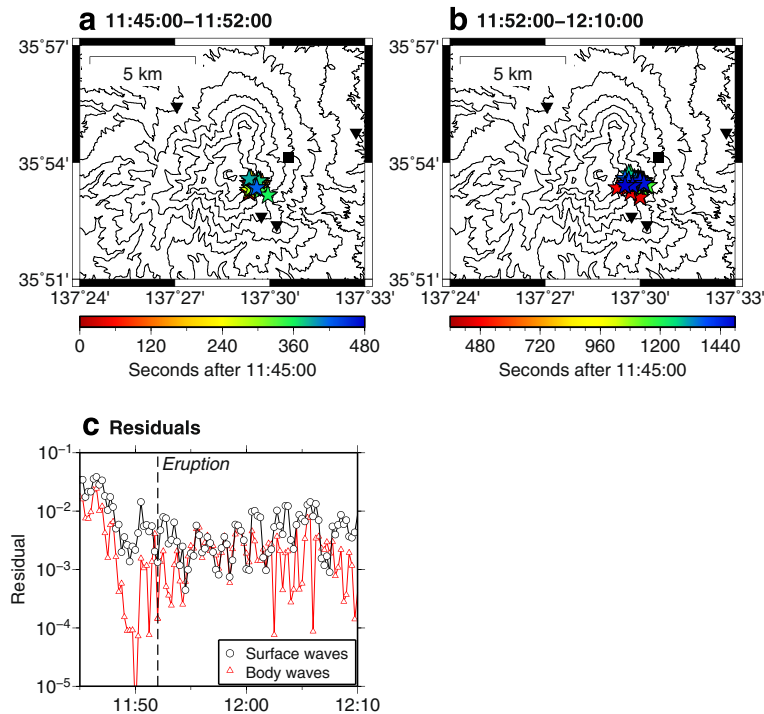 a 11:45:00−11:52:00
35˚57'
35˚54'
35˚51'
5 km
137˚24' 137˚27' 137˚30' 137˚33'
0 120 240 360 480
Seconds after 11:45:00
b 11:52:00−12:10:00
35˚57'
35˚54'
35˚51'
5 km
137˚24' 137˚27' 137˚30' 137˚33'
480 720 960 1200 1440
Seconds after 11:45:00
c Residuals
Residual
10−1
10−2
10−3
10−4
10−5
Eruption
Surface waves
Body waves
11:50 12:00 12:10